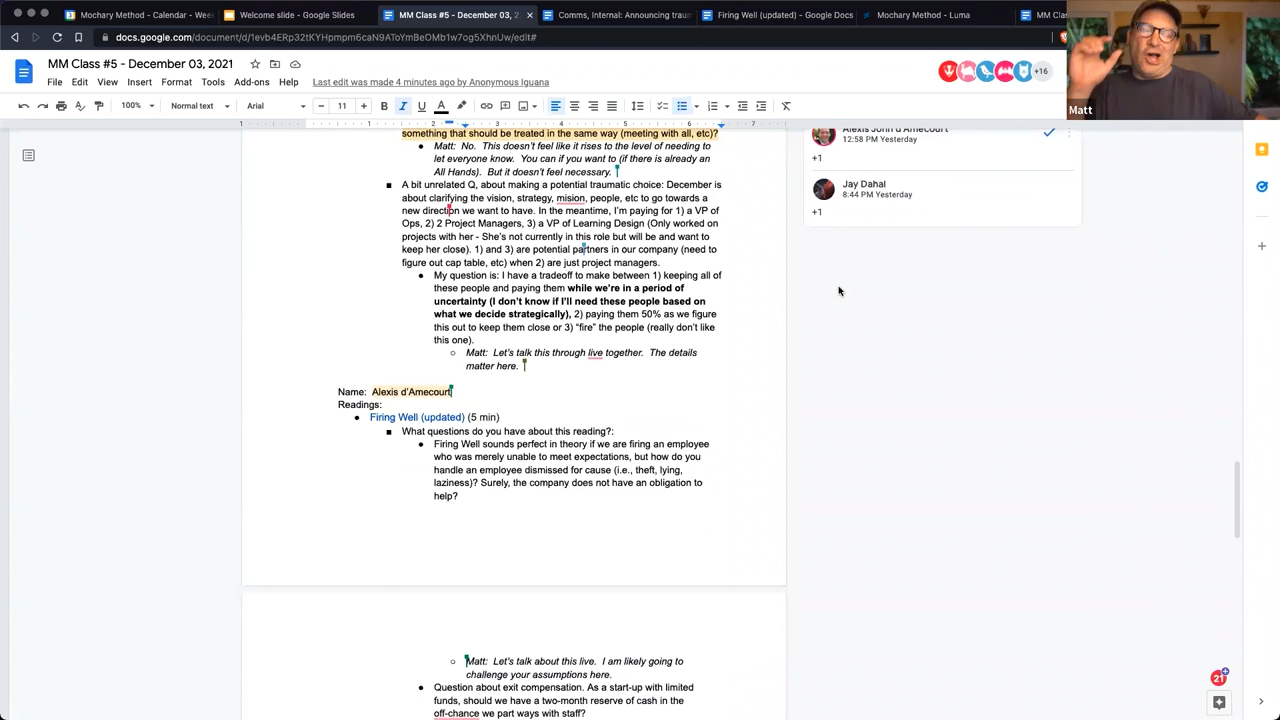 Mochary Method - Calendar - Wee
Welcome slide - Google Slides
MM Class #5 - December 03, 2
Comms, Internal: Announcing trau
Firing Well (updated) - Google Docs
Mochary Method - Luma
MM Cla
docs.google.com/document/d/1evb4ERp32tKYHpmpm6caN9AToYmBeOMb1w7og5XhnUw/edit#
MM Class #5 - December 03, 2021
File Edit View Insert Format Tools Add-ons Help Last edit was made 4 minutes ago by Anonymous Iguana
+16
Matt
100% Normal text Arial 11 B I U A
1 1 2 3 4 5 6 7
something that should be treated in the same way (meeting with all, etc)?
Matt: No. This doesn't feel like it rises to the level of needing to
let everyone know. You can if you want to (if there is already an
All Hands). But it doesn't feel necessary.
A bit unrelated Q, about making a potential traumatic choice: December is
about clarifying the vision, strategy, mision, people, etc to go towards a
new direction we want to have. In the meantime, I'm paying for 1) a VP of
Ops, 2) 2 Project Managers, 3) a VP of Learning Design (Only worked on
projects with her - She's not currently in this role but will be and want to
keep her close). 1) and 3) are potential partners in our company (need to
figure out cap table, etc) when 2) are just project managers.
My question is: I have a tradeoff to make between 1) keeping all of
these people and paying them while we're in a period of
uncertainty (I don't know if I'll need these people based on
what we decide strategically), 2) paying them 50% as we figure
this out to keep them close or 3) "fire" the people (really don't like
this one).
Matt: Let's talk this through live together. The details
matter here.
Name: Alexis d'Amecourt
Readings:
Firing Well (updated) (5 min)
What questions do you have about this reading?:
Firing Well sounds perfect in theory if we are firing an employee
who was merely unable to meet expectations, but how do you
handle an employee dismissed for cause (i.e., theft, lying,
laziness)? Surely, the company does not have an obligation to
help?
Matt: Let's talk about this live. I am likely going to
challenge your assumptions here.
Question about exit compensation. As a start-up with limited
funds, should we have a two-month reserve of cash in the
off-chance we part ways with staff?
Alexis John d'Amecourt
12:58 PM Yesterday
+1
Jay Dahal
8:44 PM Yesterday
+1
21